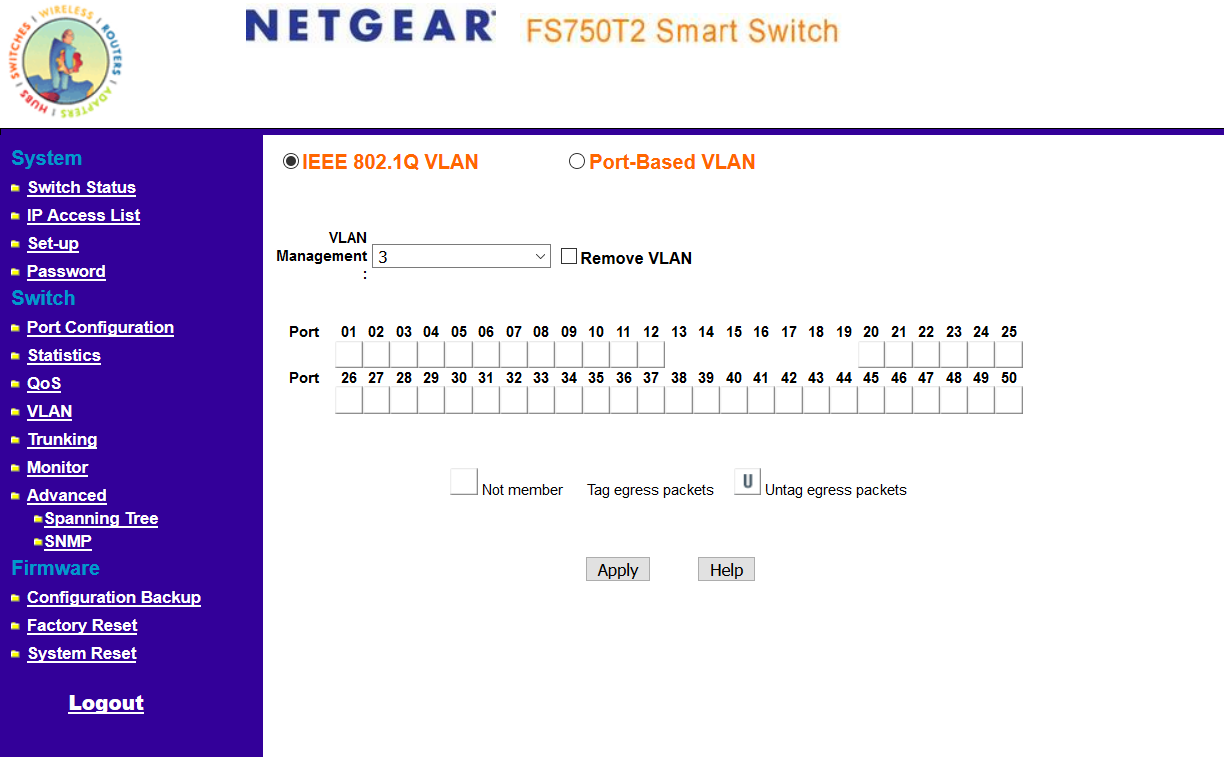 SWITCHES | WIRELESS | ROUTERS | ADAPTERS | HUBS |
NETGEAR FS750T2 Smart Switch
System
Switch Status
IP Access List
Set-up
Password
Switch
Port Configuration
Statistics
QoS
VLAN
Trunking
Monitor
Advanced
Spanning Tree
SNMP
Firmware
Configuration Backup
Factory Reset
System Reset
Logout
IEEE 802.1Q VLAN Port-Based VLAN
VLAN
Management 3 Remove VLAN
:
Port 01 02 03 04 05 06 07 08 09 10 11 12 13 14 15 16 17 18 19 20 21 22 23 24 25
Port 26 27 28 29 30 31 32 33 34 35 36 37 38 39 40 41 42 43 44 45 46 47 48 49 50
Not member Tag egress packets U Untag egress packets
Apply Help